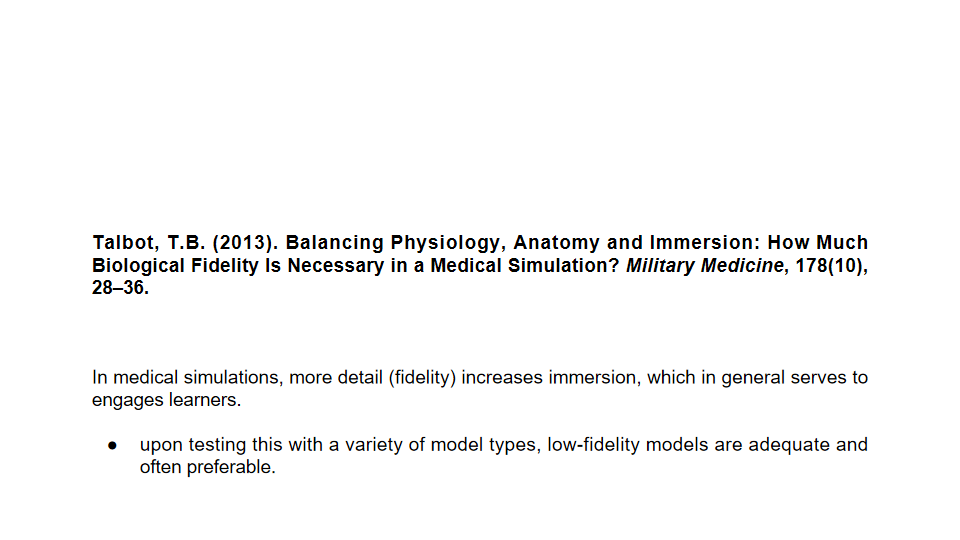 Talbot, T.B. (2013). Balancing Physiology, Anatomy and Immersion: How Much
Biological Fidelity Is Necessary in a Medical Simulation? Military Medicine, 178(10),
28–36.
In medical simulations, more detail (fidelity) increases immersion, which in general serves to
engages learners.
● upon testing this with a variety of model types, low-fidelity models are adequate and
often preferable.